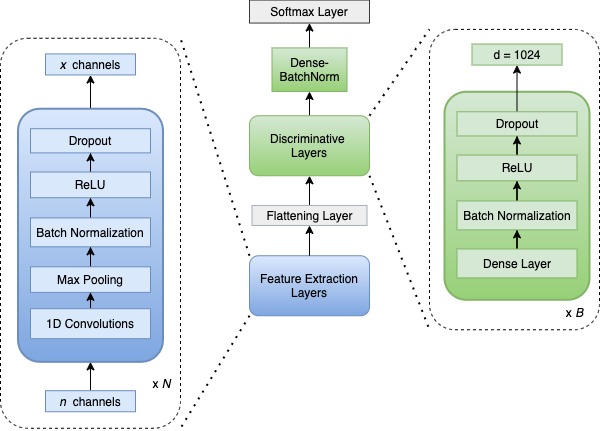 Softmax Layer
Dense-
BatchNorm
Discriminative
Layers
Flattening Layer
Feature Extraction
Layers
x channels
Dropout
ReLU
Batch Normalization
Max Pooling
1D Convolutions
x N
n channels
d = 1024
Dropout
ReLU
Batch Normalization
Dense Layer
x B